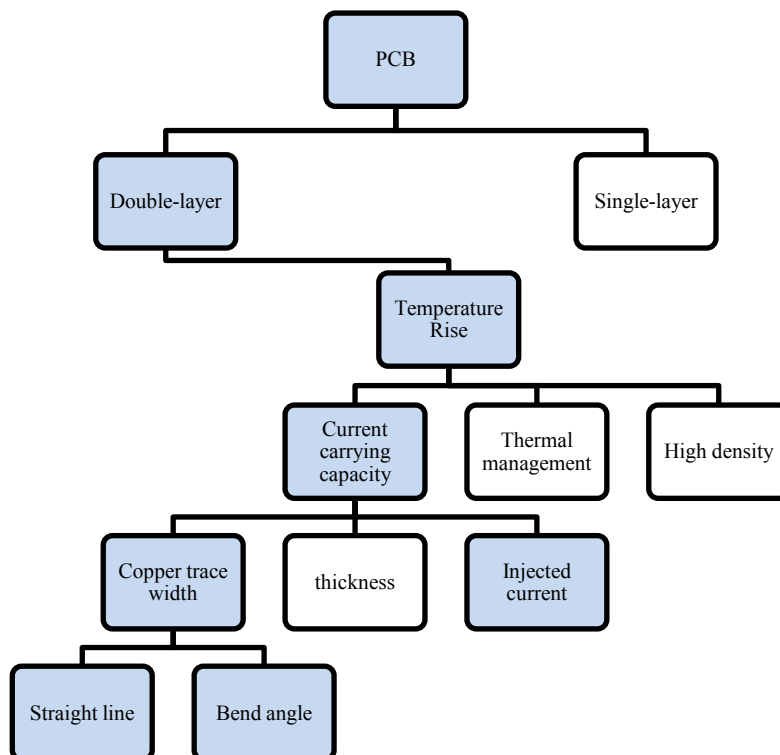 PCB
Double-layer
Single-layer
Temperature
Rise
Current
carrying
capacity
Thermal
management
High density
Copper trace
width
thickness
Injected
current
Straight line
Bend angle